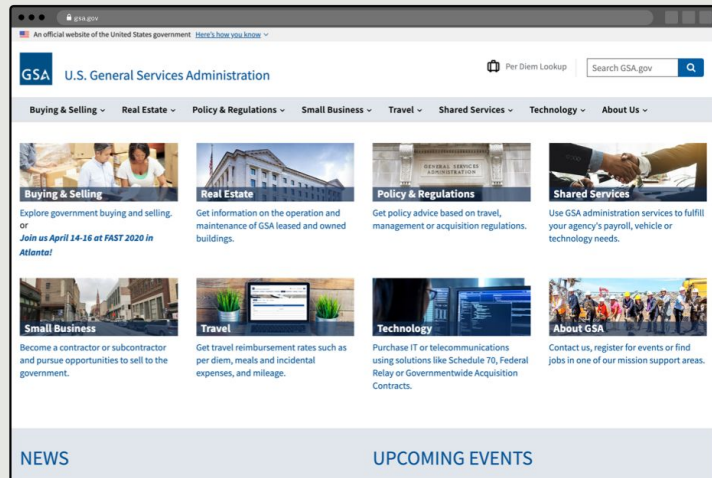 gsa.gov
An official website of the United States government Here's how you know
GSA
U.S. General Services Administration
Per Diem Lookup
Search GSA.gov
Buying & Selling Real Estate Policy & Regulations Small Business Travel Shared Services Technology About Us
Buying & Selling
Explore government buying and selling.
or
Join us April 14-16 at FAST 2020 in
Atlanta!
Real Estate
Get information on the operation and
maintenance of GSA leased and owned
buildings.
GENERAL SERVICES
ADMINISTRATION
Policy & Regulations
Get policy advice based on travel,
management or acquisition regulations.
Shared Services
Use GSA administration services to fulfill
your agency's payroll, vehicle or
technology needs.
Small Business
Become a contractor or subcontractor
and pursue opportunities to sell to the
government.
Travel
Get travel reimbursement rates such as
per diem, meals and incidental
expenses, and mileage.
Technology
Purchase IT or telecommunications
using solutions like Schedule 70, Federal
Relay or Governmentwide Acquisition
Contracts.
About GSA
Contact us, register for events or find
jobs in one of our mission support areas.
NEWS
UPCOMING EVENTS